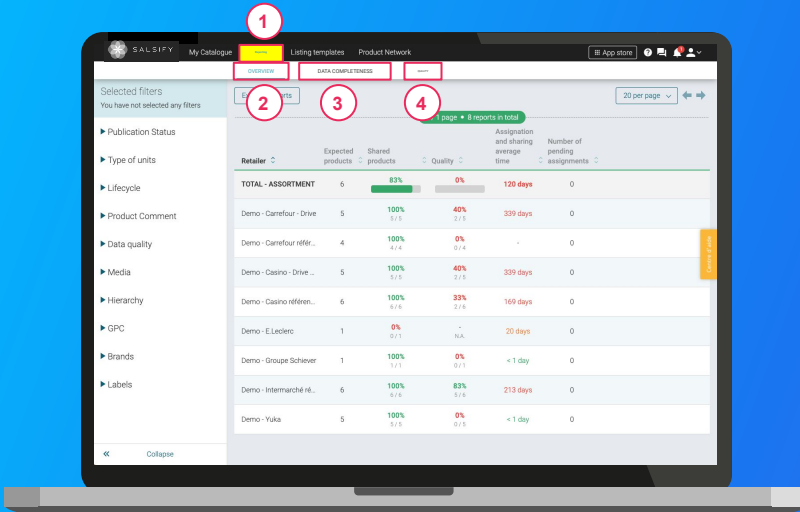 1
SALSIFY
My Catalogue
Listing templates
Product Network
App store
OVERVIEW
DATA COMPLETENESS
2
3
4
Selected filters
You have not selected any filters
20 per page
1 page • 8 reports in total
Publication Status
Type of units
Lifecycle
Product Comment
Data quality
Media
Hierarchy
GPC
Brands
Labels
Collapse
Retailer
Expected products
Shared products
Quality
Assignation and sharing average time
Number of pending assignments
TOTAL - ASSORTMENT 6 83% 0% 120 days 0
Demo - Carrefour - Drive 5 100% 5 / 5 40% 2 / 5 339 days 0
Demo - Carrefour référ... 4 100% 4 / 4 0% 0 / 4 - 0
Demo - Casino - Drive ... 5 100% 5 / 5 40% 2 / 5 339 days 0
Demo - Casino référen... 6 100% 6 / 6 33% 2 / 6 169 days 0
Demo - E.Leclerc 1 0% 0 / 1 - N.A. 20 days 0
Demo - Groupe Schiever 1 100% 1 / 1 0% 0 / 1 < 1 day 0
Demo - Intermarché ré... 6 100% 6 / 6 83% 5 / 6 213 days 0
Demo - Yuka 5 100% 5 / 5 0% 0 / 5 < 1 day 0
Centre d'aide